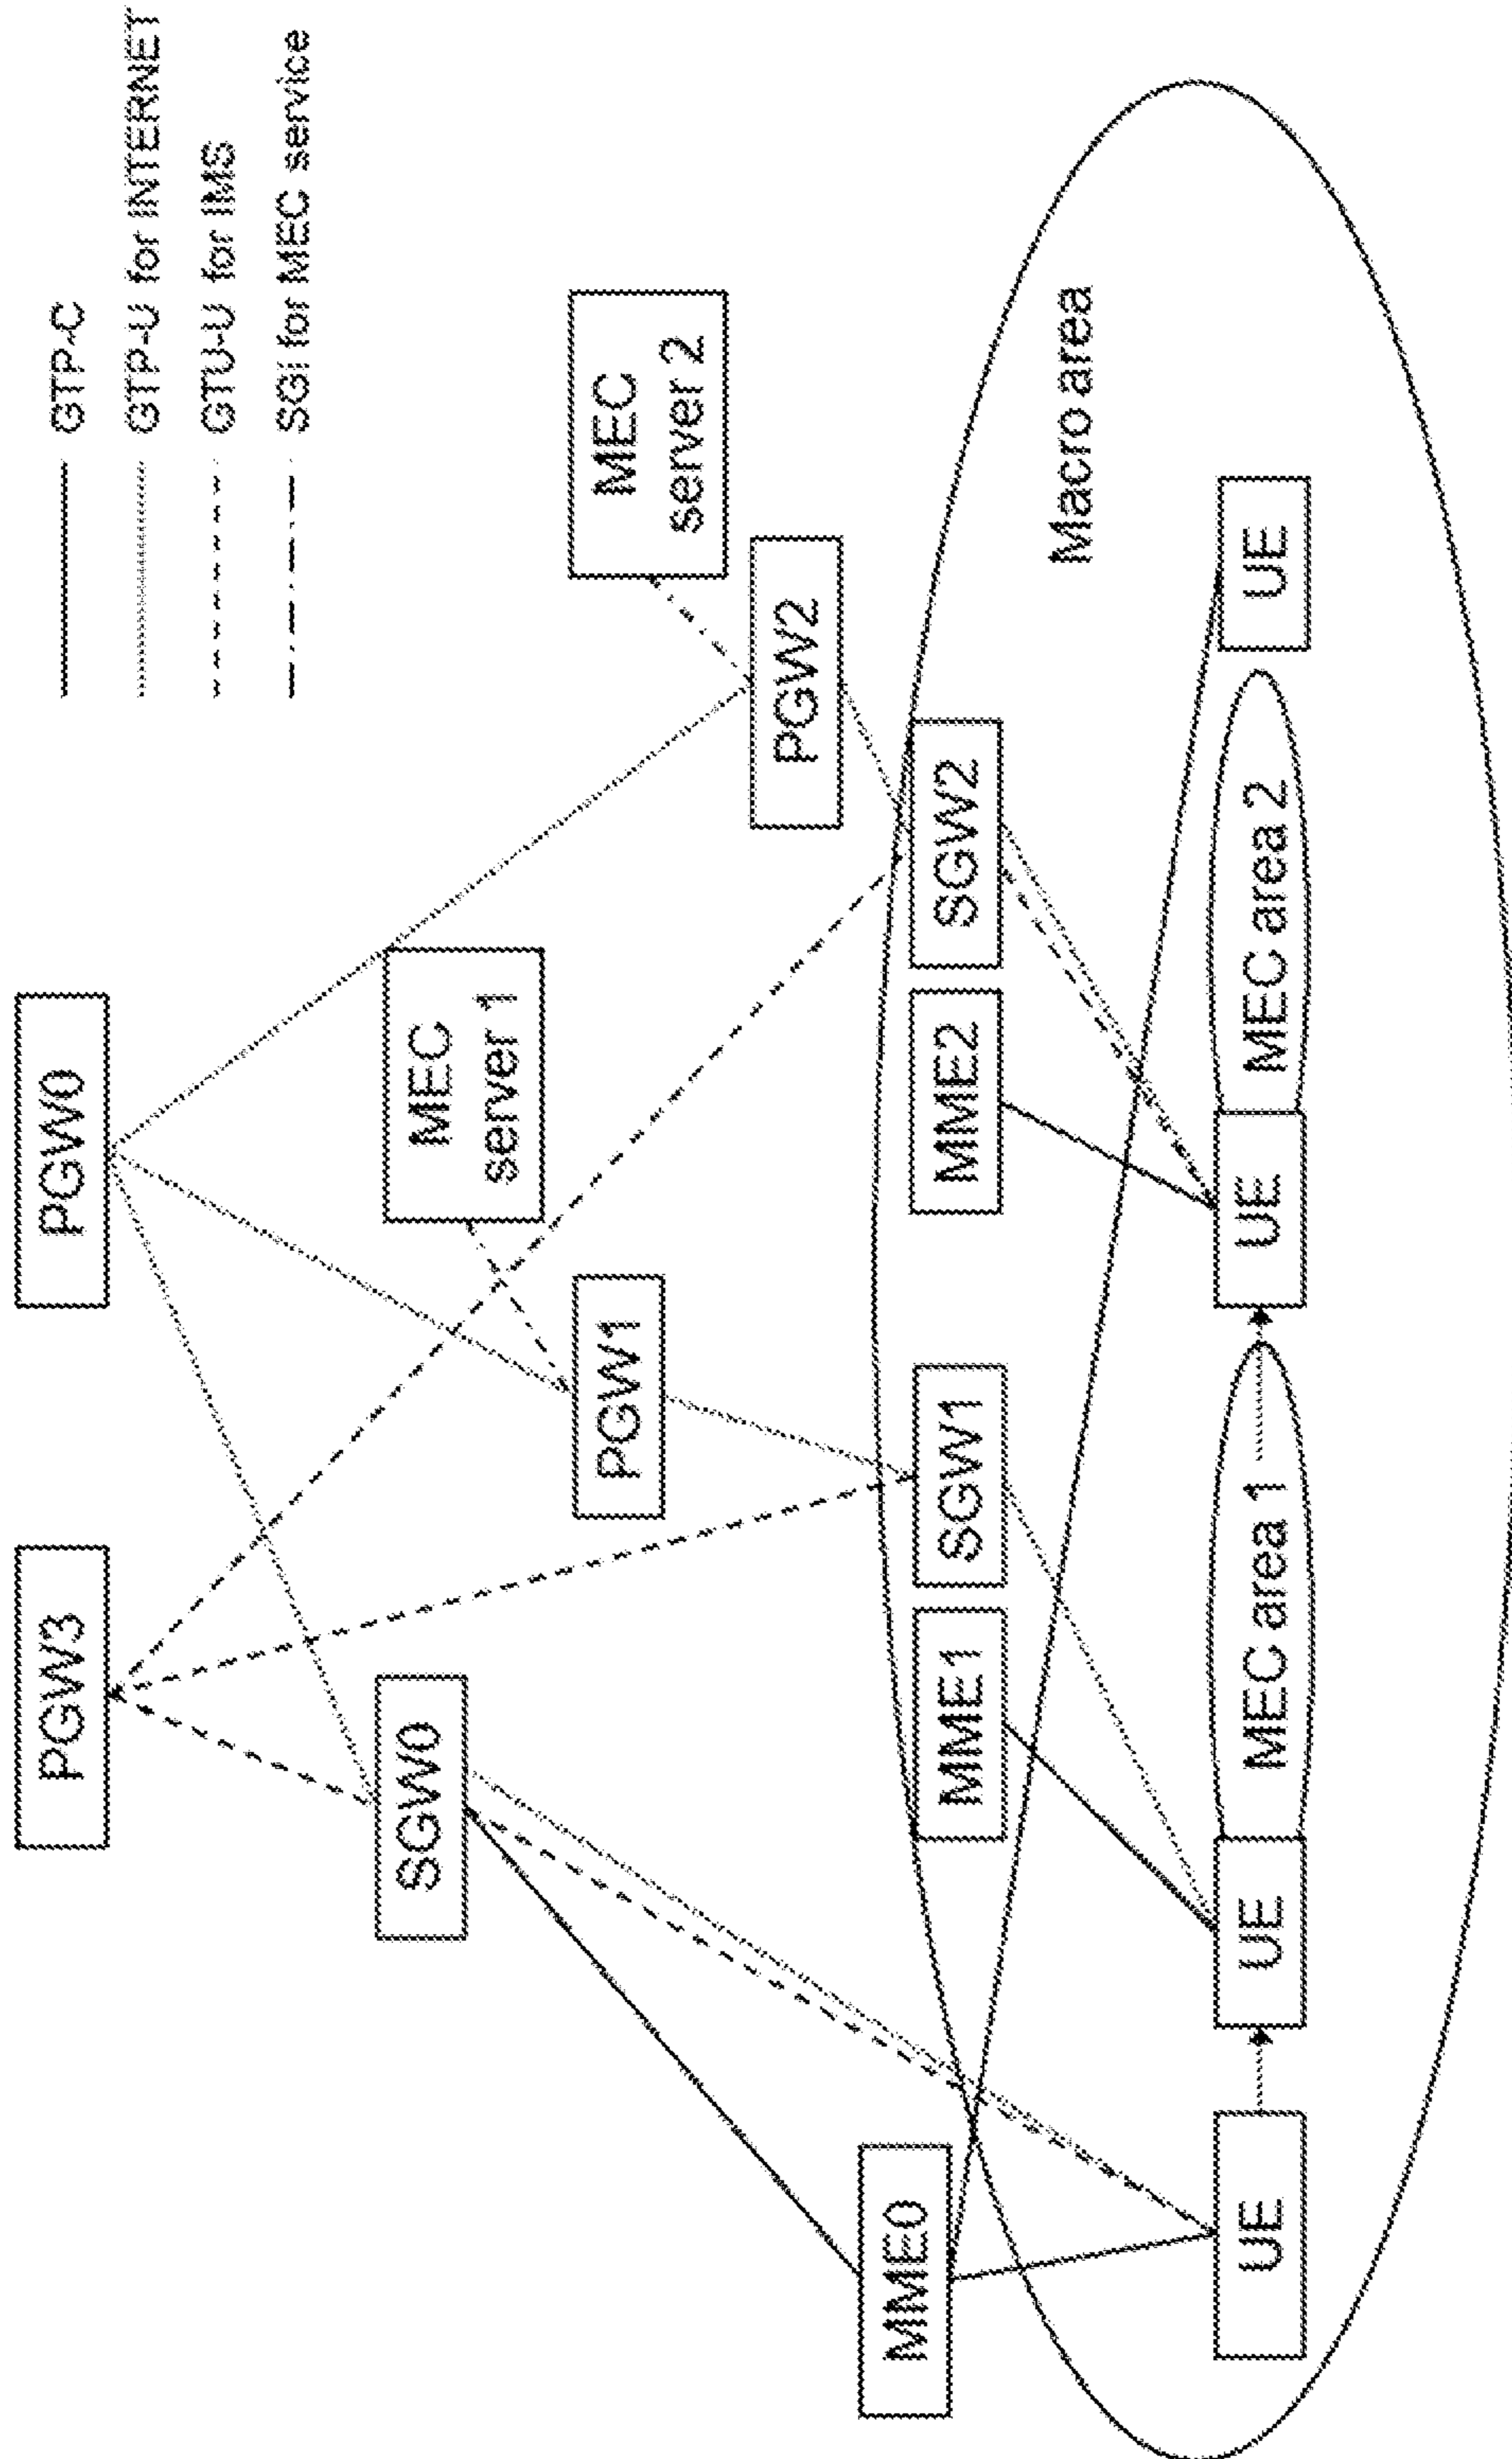 GTP-C
GTP-U for INTERNET
GTU-U for IMS
SGI for MEC service
PGW3
PGW0
SGW0
MEC
server 1
PGW1
MEC
server 2
PGW2
MME0
MME1
SGW1
MME2
SGW2
Macro area
UE
UE
MEC area 1
UE
MEC area 2
UE